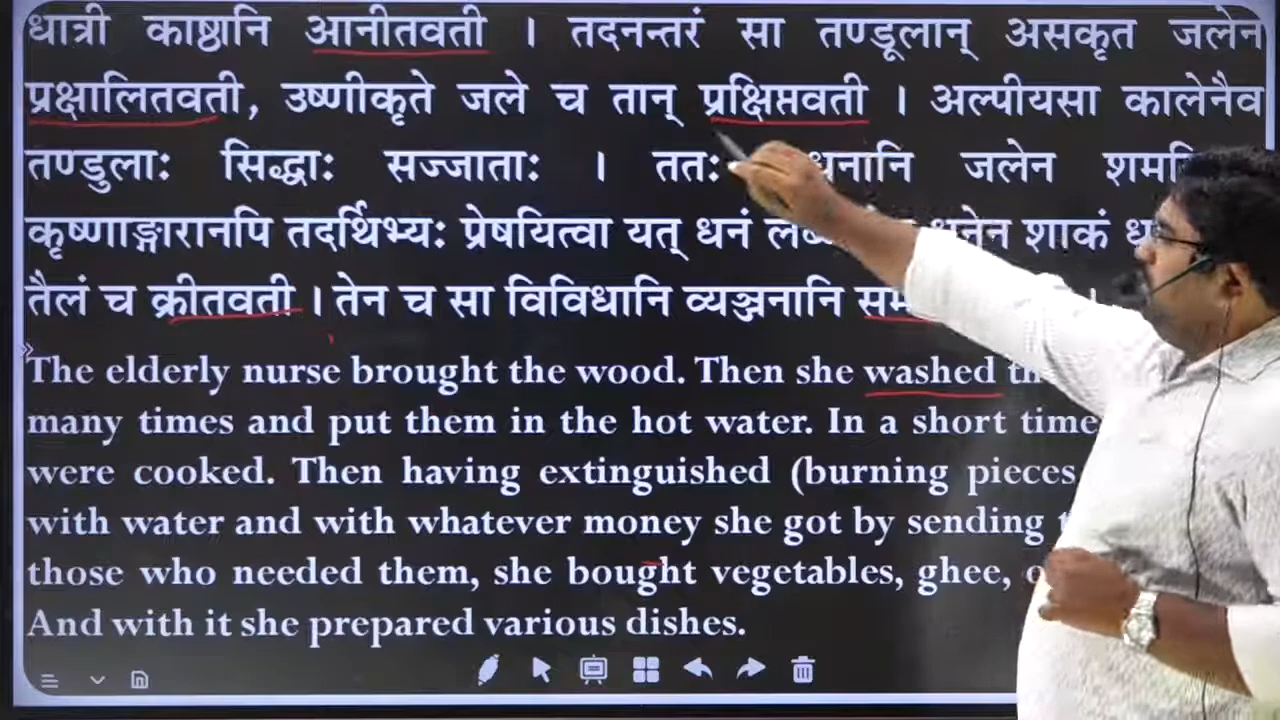 धात्री काष्ठानि आनीतवती । तदनन्तरं सा तण्डूलान् असकृत जलेन
प्रक्षालितवती, उष्णीकृते जले च तान् प्रक्षिप्तवती । अल्पीयसा कालेनैव
तण्डुलाः सिद्धाः सज्जाताः । ततः जलेन
कृष्णाङ्गारानपि तदर्थिभ्यः प्रेषयित्वा यत् धनं शाकं
तैलं च क्रीतवती । तेन च सा विविधानि व्यञ्जनानि
The elderly nurse brought the wood. Then she washed
many times and put them in the hot water. In a short time
were cooked. Then having extinguished (burning pieces
with water and with whatever money she got by sending
those who needed them, she bought vegetables, ghee,
And with it she prepared various dishes.